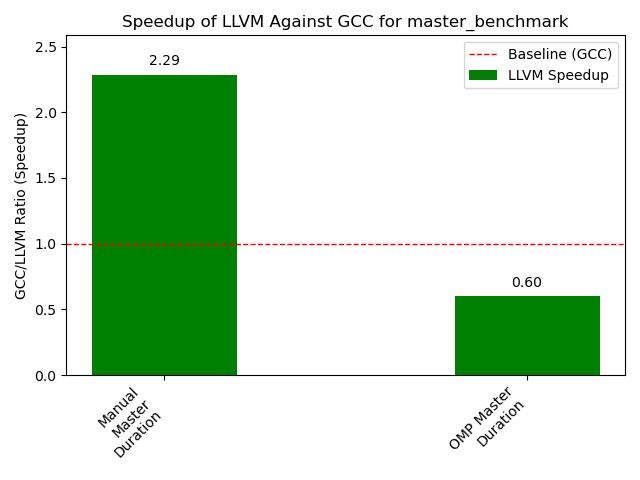 Speedup of LLVM Against GCC for master_benchmark
GCC/LLVM Ratio (Speedup)
2.5
2.0
1.5
1.0
0.5
0.0
Baseline (GCC)
LLVM Speedup
2.29
0.60
Manual
Master
Duration
OMP Master
Duration